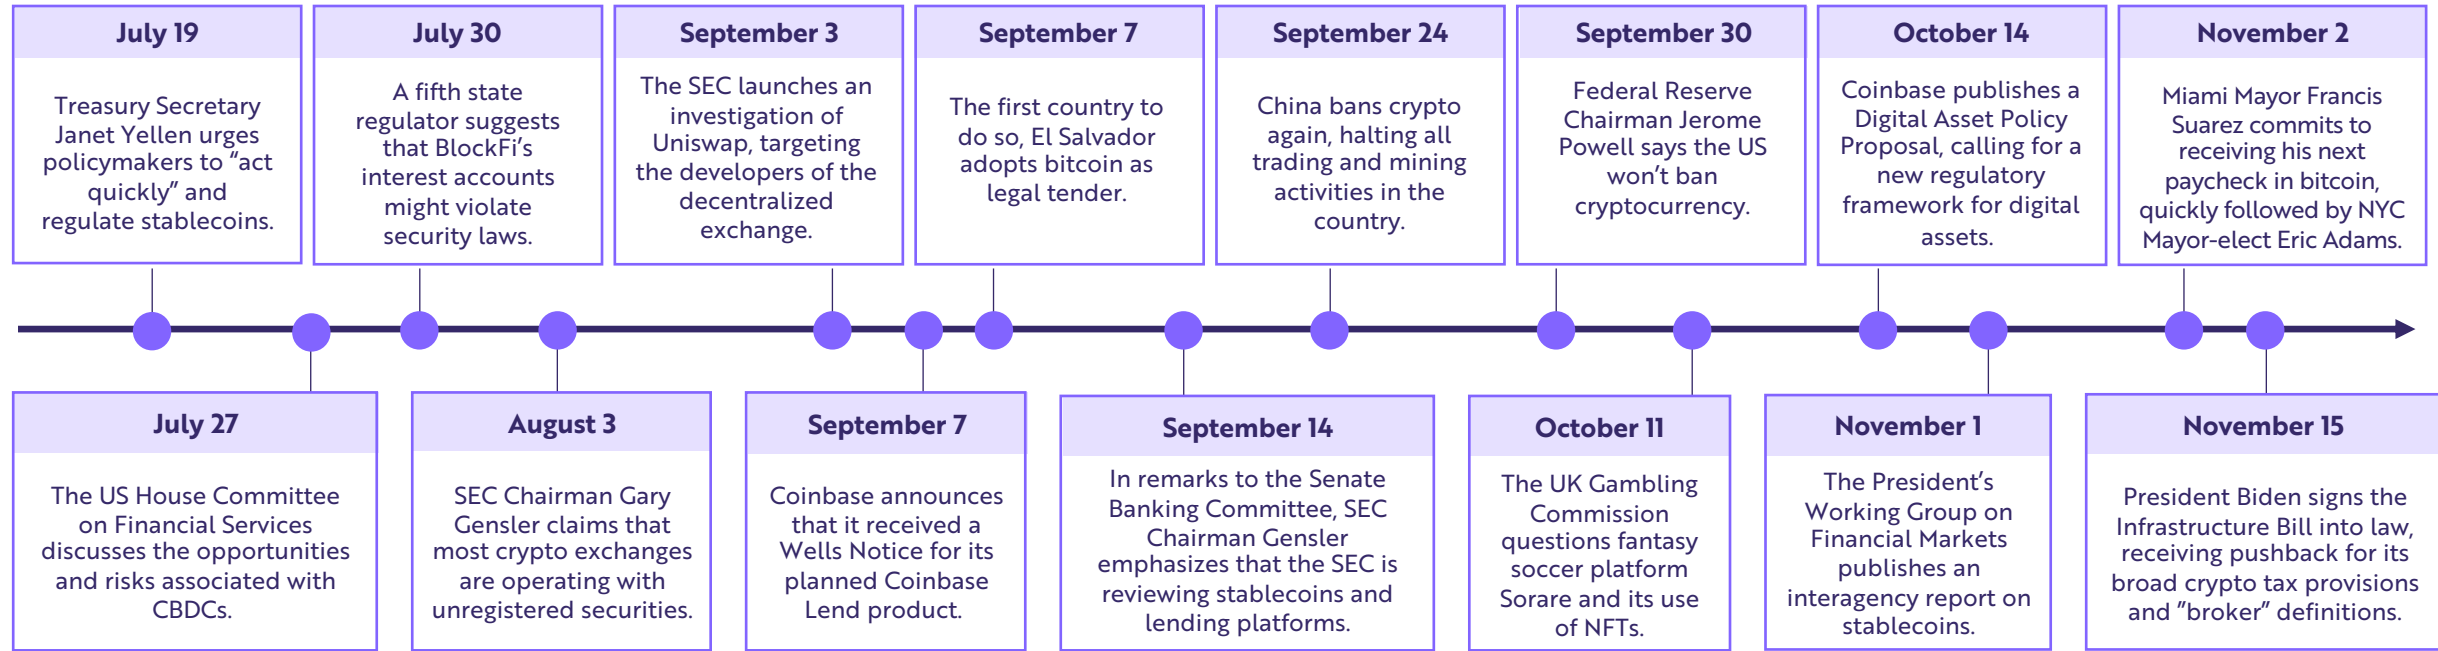 July 19
Treasury Secretary
Janet Yellen urges
policymakers to “act
quickly” and
regulate stablecoins.
July 30
A fifth state
regulator suggests
that BlockFi’s
interest accounts
might violate
security laws.
September 3
The SEC launches an
investigation of
Uniswap, targeting
the developers of the
decentralized
exchange.
September 7
The first country to
do so, El Salvador
adopts bitcoin as
legal tender.
September 24
China bans crypto
again, halting all
trading and mining
activities in the
country.
September 30
Federal Reserve
Chairman Jerome
Powell says the US
won’t ban
cryptocurrency.
October 14
Coinbase publishes a
Digital Asset Policy
Proposal, calling for a
new regulatory
framework for digital
assets.
November 2
Miami Mayor Francis
Suarez commits to
receiving his next
paycheck in bitcoin,
quickly followed by NYC
Mayor-elect Eric Adams.
July 27
The US House Committee
on Financial Services
discusses the opportunities
and risks associated with
CBDCs.
August 3
SEC Chairman Gary
Gensler claims that
most crypto exchanges
are operating with
unregistered securities.
September 7
Coinbase announces
that it received a
Wells Notice for its
planned Coinbase
Lend product.
September 14
In remarks to the Senate
Banking Committee, SEC
Chairman Gensler
emphasizes that the SEC is
reviewing stablecoins and
lending platforms.
October 11
The UK Gambling
Commission
questions fantasy
soccer platform
Sorare and its use
of NFTs.
November 1
The President’s
Working Group on
Financial Markets
publishes an
interagency report on
stablecoins.
November 15
President Biden signs the
Infrastructure Bill into law,
receiving pushback for its
broad crypto tax provisions
and ”broker” definitions.